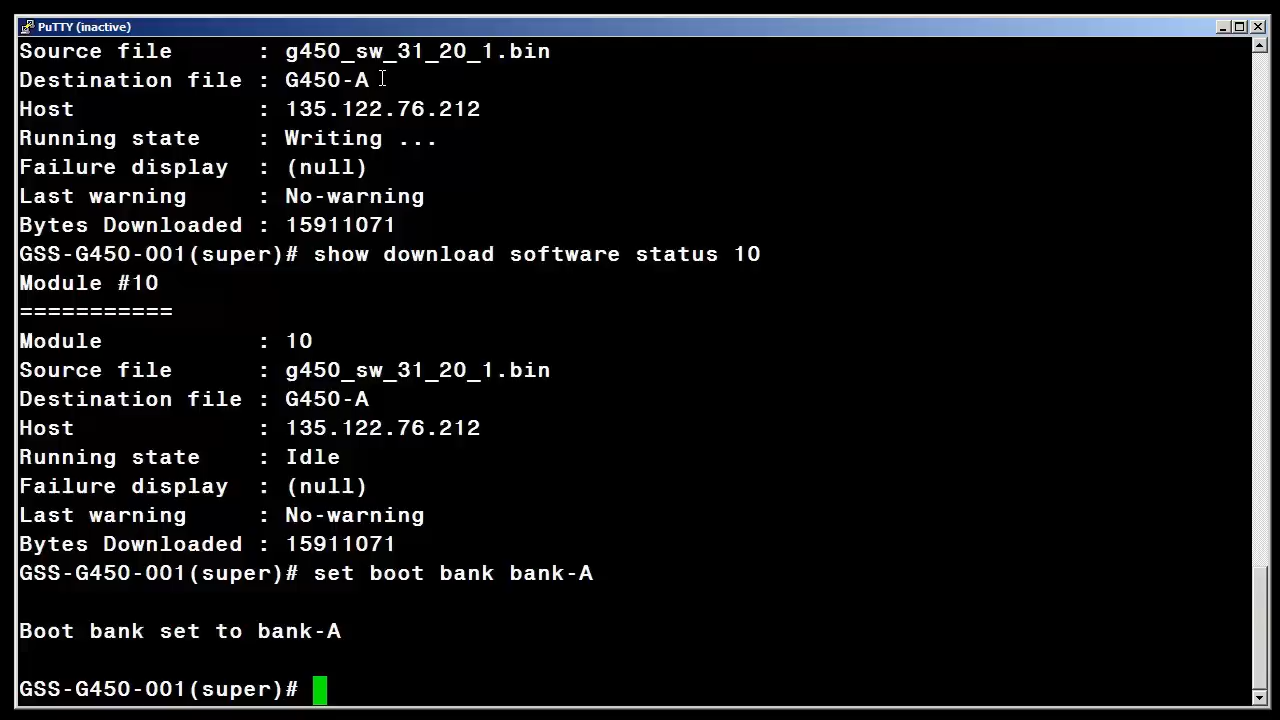 PuTTY (inactive)
Source file      : g450_sw_31_20_1.bin
Destination file : G450-A
Host             : 135.122.76.212
Running state    : Writing ...
Failure display  : (null)
Last warning     : No-warning
Bytes Downloaded : 15911071
GSS-G450-001(super)# show download software status 10
Module #10
===========
Module           : 10
Source file      : g450_sw_31_20_1.bin
Destination file : G450-A
Host             : 135.122.76.212
Running state    : Idle
Failure display  : (null)
Last warning     : No-warning
Bytes Downloaded : 15911071
GSS-G450-001(super)# set boot bank bank-A
Boot bank set to bank-A
GSS-G450-001(super)#